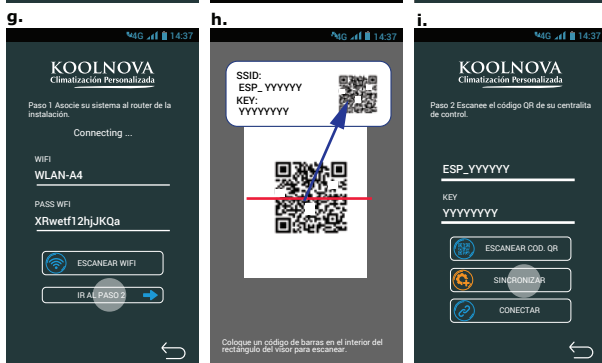 g.
4G 14:37
KOOLNOVA
Climatización Personalizada
Paso 1 Asocie su sistema al router de la
instalación.
Connecting ...
WIFI
WLAN-A4
PASS WFI
XRwetf12hjJKQa
ESCANEAR WIFI
IR AL PASO 2
h.
4G 14:37
SSID:
ESP_ YYYYYY
KEY:
YYYYYYYY
Coloque un código de barras en el interior del
rectángulo del visor para escanear.
i.
4G 14:37
KOOLNOVA
Climatización Personalizada
Paso 2 Escanee el código QR de su centralita
de control.
ESP_YYYYYY
KEY
YYYYYYYY
ESCANEAR COD. QR
SINCRONIZAR
CONECTAR